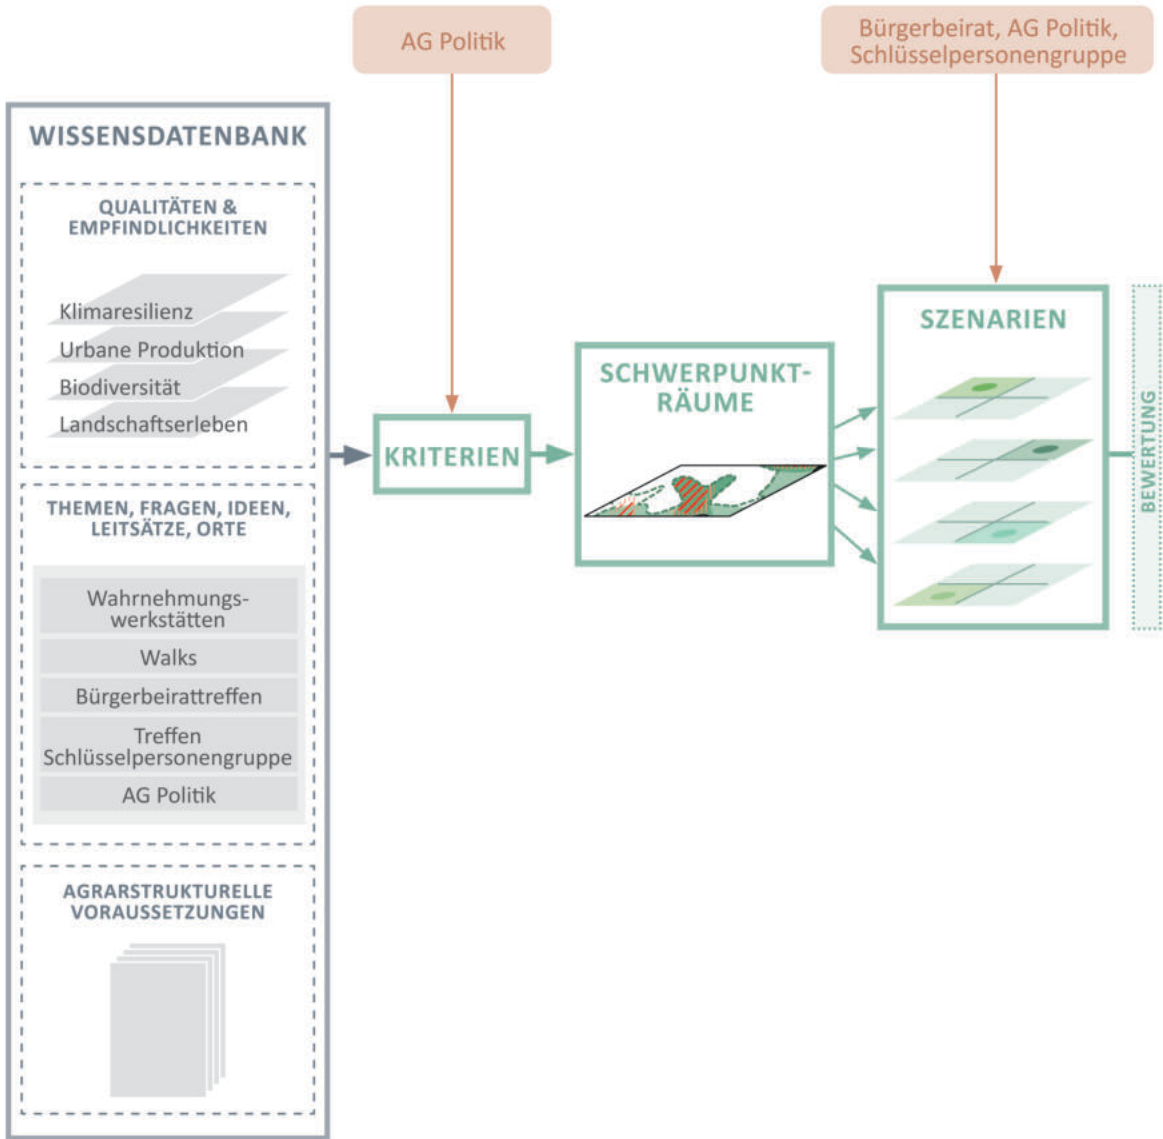 AG Politik
Bürgerbeirat, AG Politik,
Schlüsselpersonengruppe
WISSENSDATENBANK
QUALITÄTEN &
EMPFINDLICHKEITEN
Klimaresilienz
Urbane Produktion
Biodiversität
Landschaftserleben
THEMEN, FRAGEN, IDEEN,
LEITSÄTZE, ORTE
Wahrnehmungs-
werkstätten
Walks
Bürgerbeirattreffen
Treffen
Schlüsselpersonengruppe
AG Politik
AGRARSTRUKTURELLE
VORAUSSETZUNGEN
KRITERIEN
SCHWERPUNKT-
RÄUME
SZENARIEN
BEWERTUNG